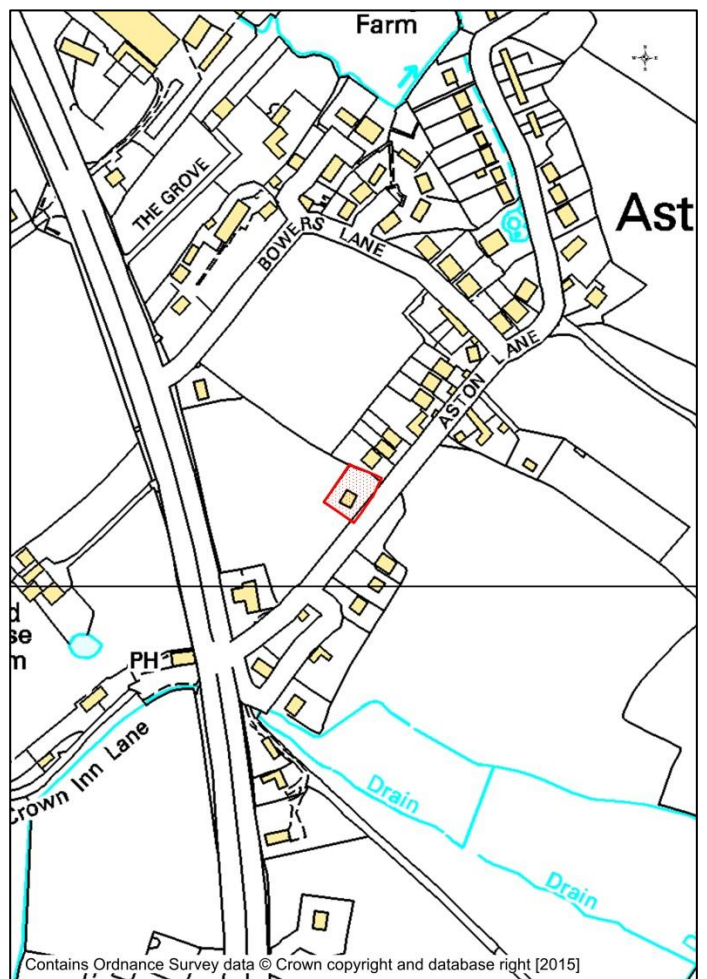 Farm
THE GROVE
Ast
BOWERS LANE
ASTON LANE
d
se
m
PH
Crown Inn Lane
Drain
Drain
Contains Ordnance Survey data © Crown copyright and database right [2015]